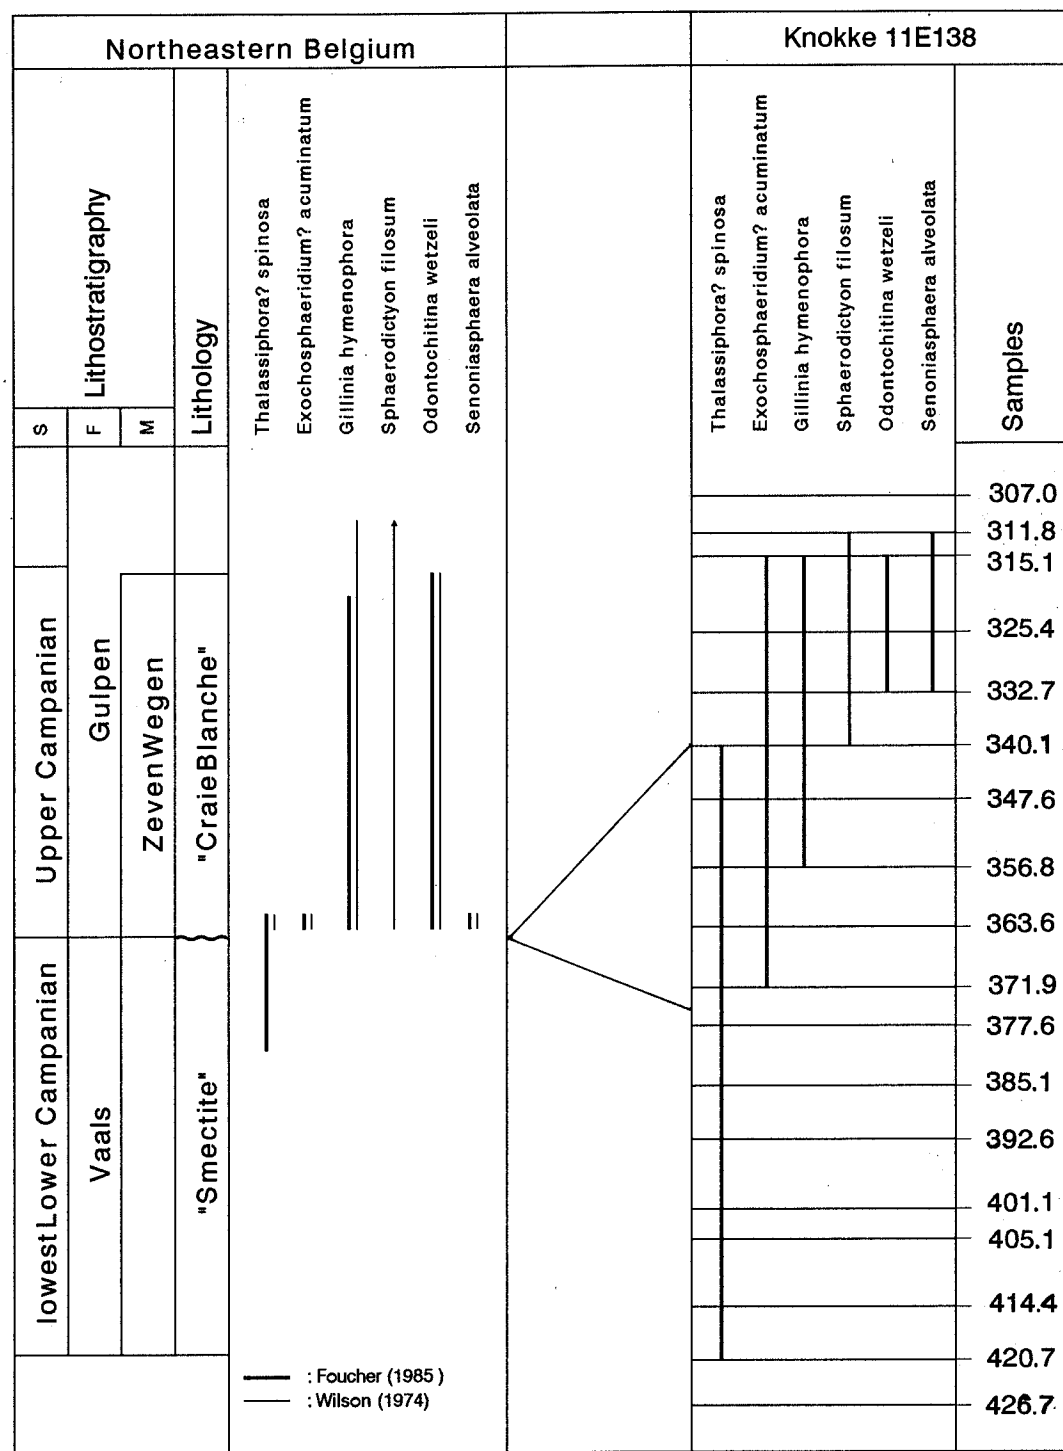 Northeastern Belgium
Knokke 11E138
Lithostratigraphy
S
F
M
Lithology
Thalassiphora? spinosa
Exochosphaeridium? acuminatum
Gillinia hymenophora
Sphaerodictyon filosum
Odontochitina wetzeli
Senoniasphaera alveolata
Thalassiphora? spinosa
Exochosphaeridium? acuminatum
Gillinia hymenophora
Sphaerodictyon filosum
Odontochitina wetzeli
Senoniasphaera alveolata
Samples
Upper Campanian
Gulpen
ZevenWegen
"CraieBlanche"
lowestLower Campanian
Vaals
"Smectite"
307.0
311.8
315.1
325.4
332.7
340.1
347.6
356.8
363.6
371.9
377.6
385.1
392.6
401.1
405.1
414.4
420.7
426.7
: Foucher (1985)
: Wilson (1974)